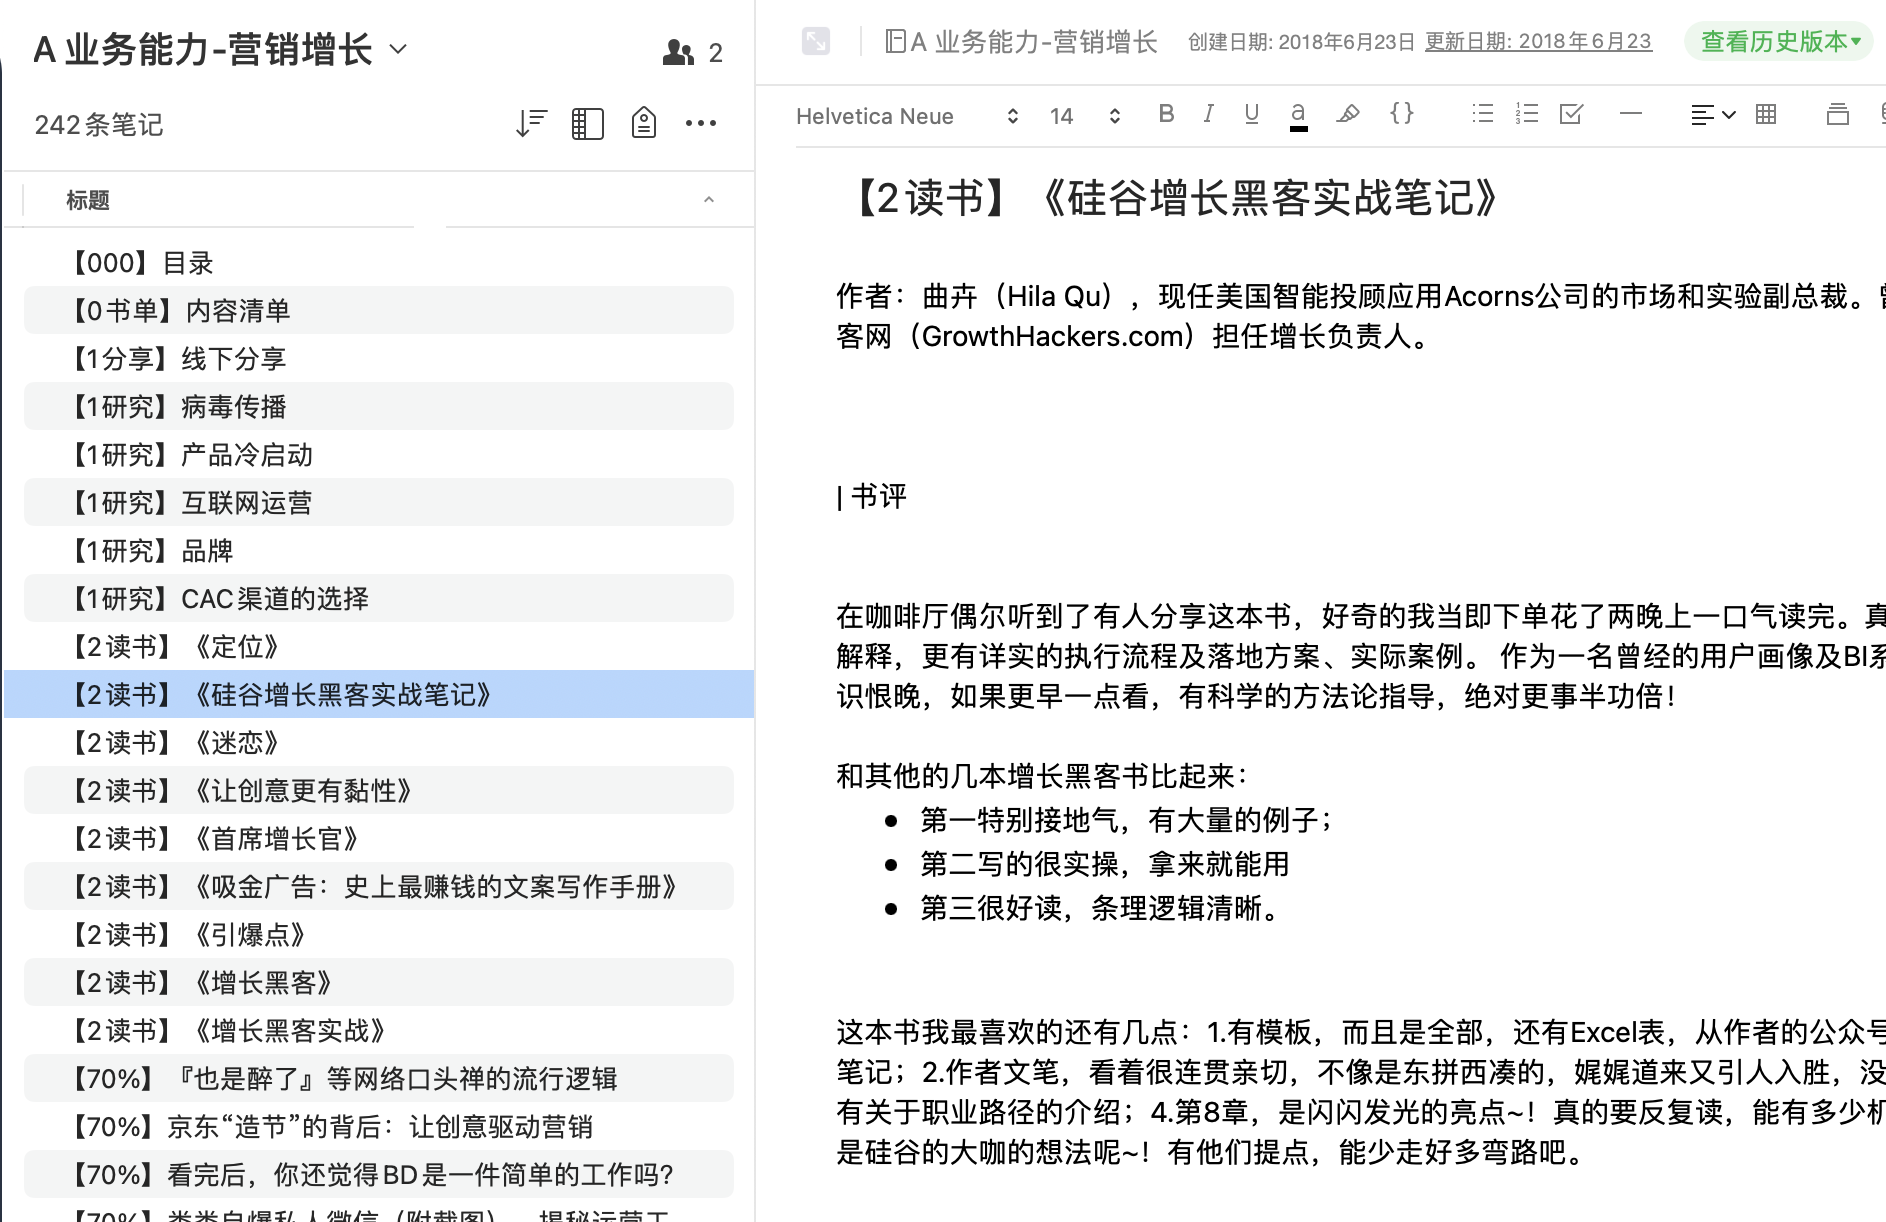 A 业务能力-营销增长
2
242条笔记
标题
【000】目录
【0书单】内容清单
【1分享】线下分享
【1研究】病毒传播
【1研究】产品冷启动
【1研究】互联网运营
【1研究】品牌
【1研究】CAC渠道的选择
【2读书】《定位》
【2读书】《硅谷增长黑客实战笔记》
【2读书】《迷恋》
【2读书】《让创意更有黏性》
【2读书】《首席增长官》
【2读书】《吸金广告：史上最赚钱的文案写作手册》
【2读书】《引爆点》
【2读书】《增长黑客》
【2读书】《增长黑客实战》
【70%】『也是醉了』等网络口头禅的流行逻辑
【70%】京东“造节”的背后：让创意驱动营销
【70%】看完后，你还觉得BD是一件简单的工作吗?
A 业务能力-营销增长 创建日期: 2018年6月23日 更新日期: 2018年6月23 查看历史版本▾
Helvetica Neue 14 B I U a {}
【2读书】《硅谷增长黑客实战笔记》
作者：曲卉（Hila Qu），现任美国智能投顾应用Acorns公司的市场和实验副总裁。
客网（GrowthHackers.com）担任增长负责人。
| 书评
在咖啡厅偶尔听到了有人分享这本书，好奇的我当即下单花了两晚上一口气读完。真
解释，更有详实的执行流程及落地方案、实际案例。 作为一名曾经的用户画像及BI系
识恨晚，如果更早一点看，有科学的方法论指导，绝对更事半功倍！
和其他的几本增长黑客书比起来：
• 第一特别接地气，有大量的例子；
• 第二写的很实操，拿来就能用
• 第三很好读，条理逻辑清晰。
这本书我最喜欢的还有几点：1.有模板，而且是全部，还有Excel表，从作者的公众号
笔记；2.作者文笔，看着很连贯亲切，不像是东拼西凑的，娓娓道来又引人入胜，没
有关于职业路径的介绍；4.第8章，是闪闪发光的亮点~！真的要反复读，能有多少机
是硅谷的大咖的想法呢~！有他们提点，能少走好多弯路吧。